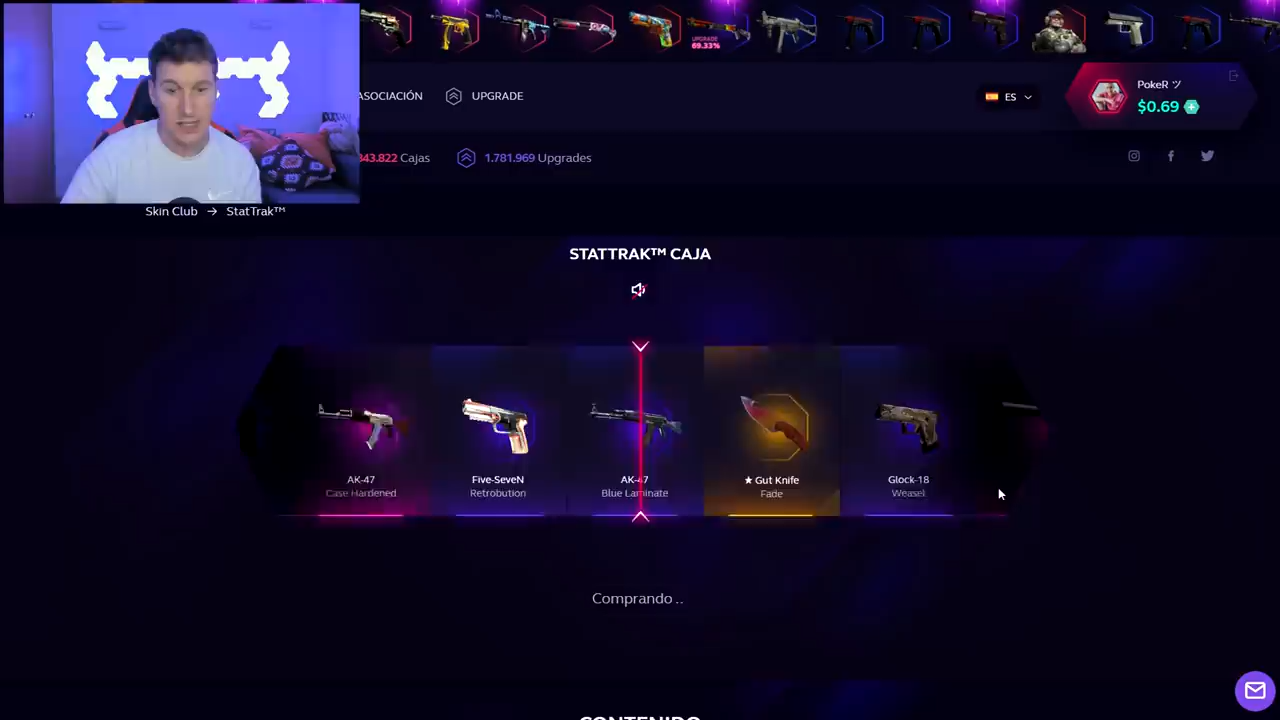 UPGRADE
69.33%
ASOCIACIÓN
UPGRADE
ES
PokeR ツ
$0.69
343.822 Cajas
1.781.969 Upgrades
Skin Club → StatTrak™
STATTRAK™ CAJA
AK-47
Case Hardened
Five-SeveN
Retrobution
AK-47
Blue Laminate
★ Gut Knife
Fade
Glock-18
Weasel
Comprando ..
CONTENIDO